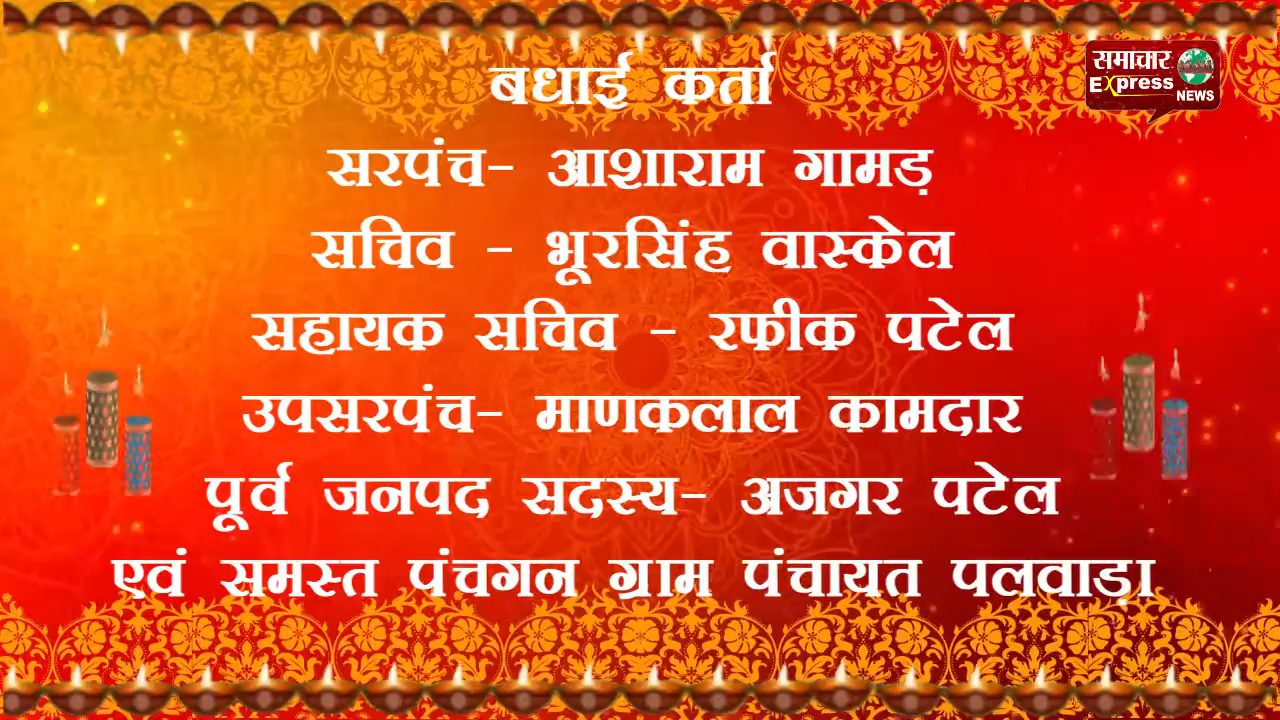 बधाई कर्ता
समाचार
Express
NEWS
सरपंच- आशाराम गामड़
सचिव - भूरसिंह वास्केल
सहायक सचिव - रफीक पटेल
उपसरपंच- माणकलाल कामदार
पूर्व जनपद सदस्य- अजगर पटेल
एवं समस्त पंचगन ग्राम पंचायत पलवाड़ा